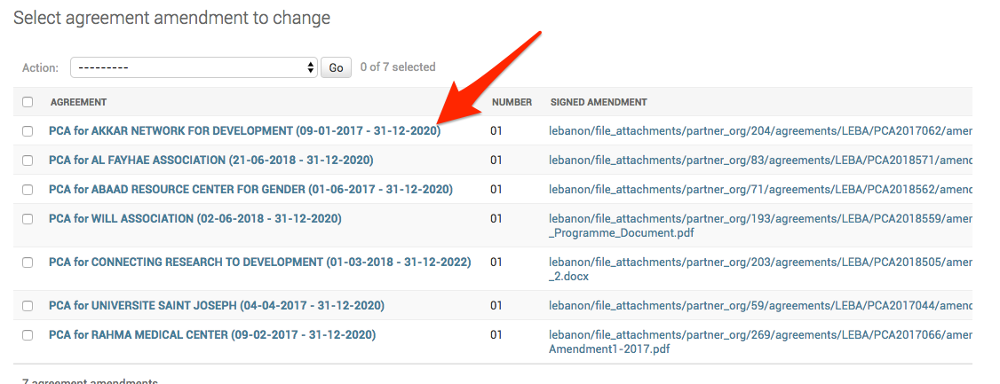 Select agreement amendment to change
Action: --------- Go 0 of 7 selected
AGREEMENT NUMBER SIGNED AMENDMENT
PCA for AKKAR NETWORK FOR DEVELOPMENT (09-01-2017 - 31-12-2020) 01 lebanon/file_attachments/partner_org/204/agreements/LEBA/PCA2017062/amen
PCA for AL FAYHAE ASSOCIATION (21-06-2018 - 31-12-2020) 01 lebanon/file_attachments/partner_org/83/agreements/LEBA/PCA2018571/amend
PCA for ABAAD RESOURCE CENTER FOR GENDER (01-06-2017 - 31-12-2020) 01 lebanon/file_attachments/partner_org/71/agreements/LEBA/PCA2018562/amend
PCA for WILL ASSOCIATION (02-06-2018 - 31-12-2020) 01 lebanon/file_attachments/partner_org/193/agreements/LEBA/PCA2018559/amen
_Programme_Document.pdf
PCA for CONNECTING RESEARCH TO DEVELOPMENT (01-03-2018 - 31-12-2022) 01 lebanon/file_attachments/partner_org/203/agreements/LEBA/PCA2018505/amen
_2.docx
PCA for UNIVERSITE SAINT JOSEPH (04-04-2017 - 31-12-2020) 01 lebanon/file_attachments/partner_org/59/agreements/LEBA/PCA2017044/amend
PCA for RAHMA MEDICAL CENTER (09-02-2017 - 31-12-2020) 01 lebanon/file_attachments/partner_org/269/agreements/LEBA/PCA2017066/amen
Amendment1-2017.pdf
7 agreement amendments